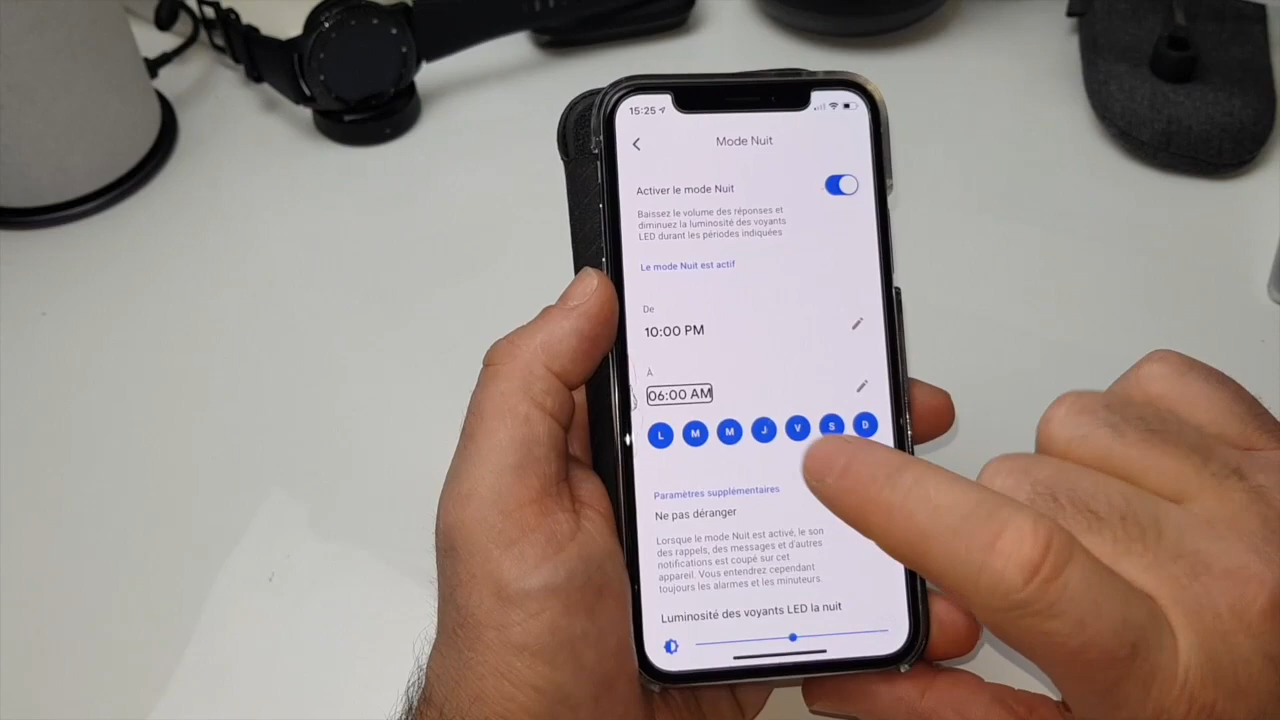 15:25
Mode Nuit
Activer le mode Nuit
Baissez le volume des réponses et
diminuez la luminosité des voyants
LED durant les périodes indiquées
Le mode Nuit est actif
De
10:00 PM
À
06:00 AM
L M M J V S D
Paramètres supplémentaires
Ne pas déranger
Lorsque le mode Nuit est activé, le son
des rappels, des messages et d'autres
notifications est coupé sur cet
appareil. Vous entendrez cependant
toujours les alarmes et les minuteurs.
Luminosité des voyants LED la nuit